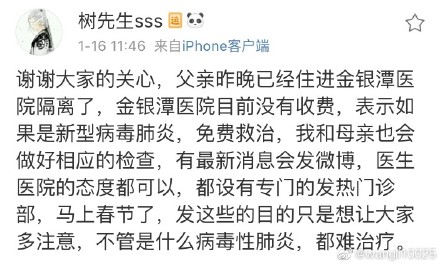 树先生sss 运
1-16 11:46 来自iPhone客户端
谢谢大家的关心，父亲昨晚已经住进金银潭医
院隔离了，金银潭医院目前没有收费，表示如
果是新型病毒肺炎，免费救治，我和母亲也会
做好相应的检查，有最新消息会发微博，医生
医院的态度都可以，都设有专门的发热门诊
部，马上春节了，发这些的目的只是想让大家
多注意，不管是什么病毒性肺炎，都难治疗。